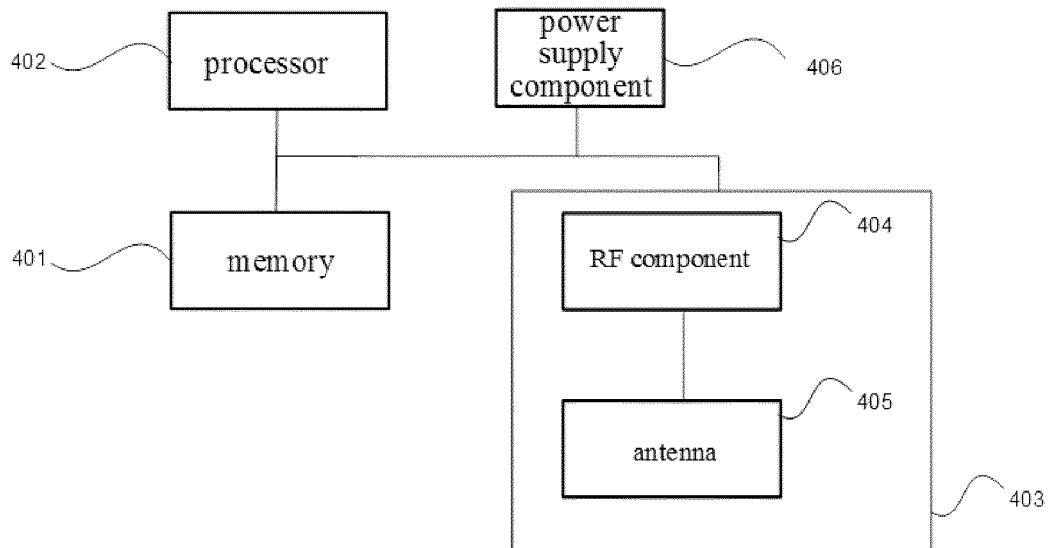 402
processor
power
supply
component
406
401
memory
404
RF component
405
antenna
403